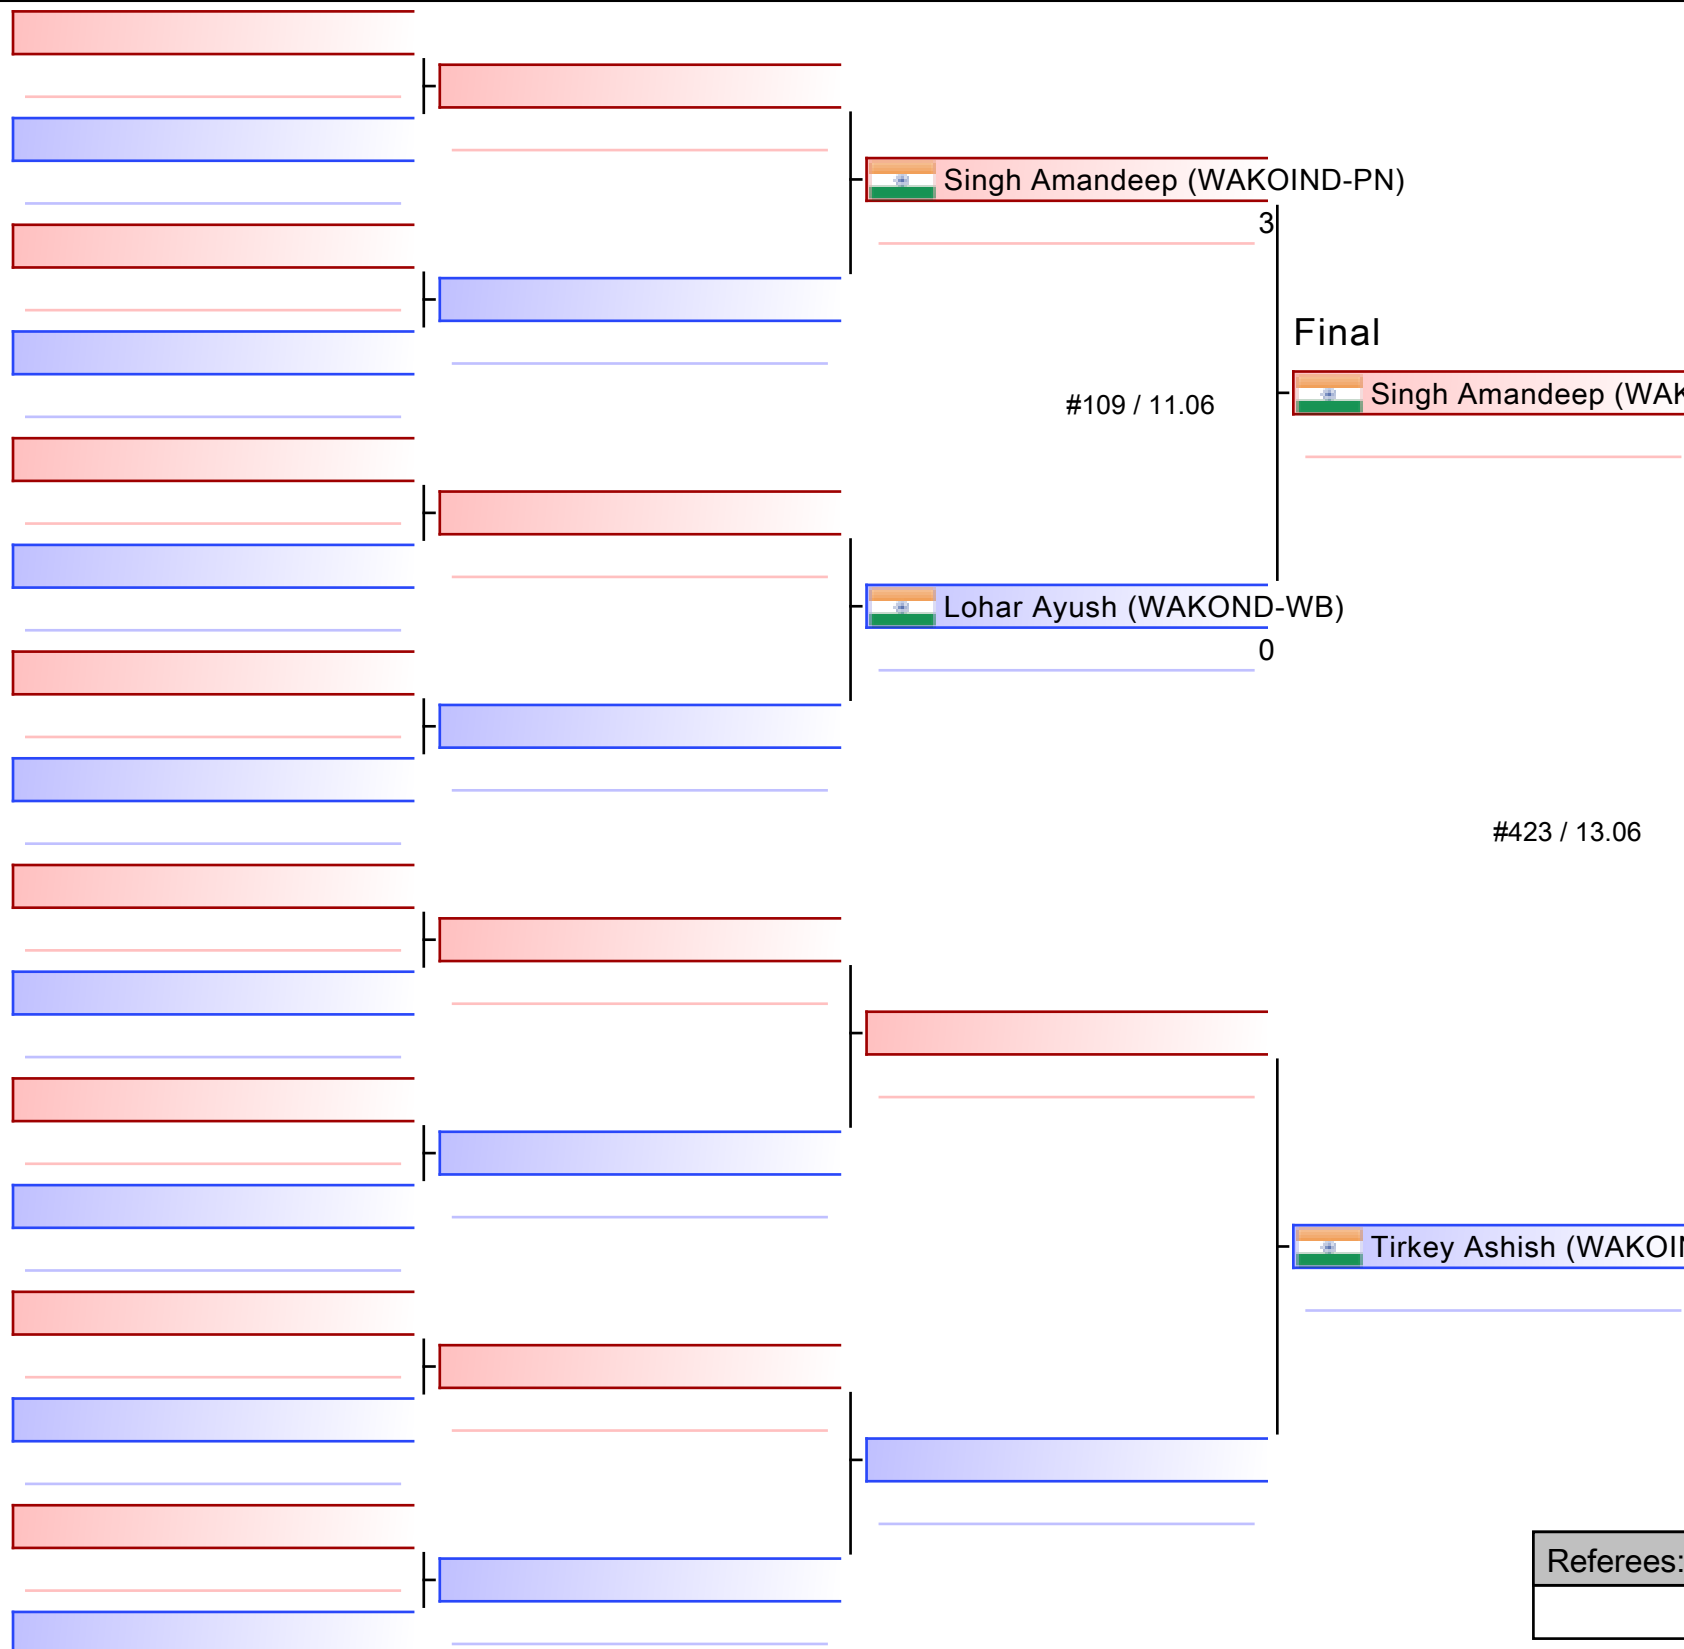 Singh Amandeep (WAKOIND-PN)
3
Final
Singh Amandeep (WAK
#109 / 11.06
Lohar Ayush (WAKOND-WB)
0
#423 / 13.06
Tirkey Ashish (WAKOIN
Referees: